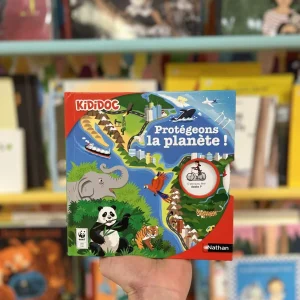 KiDiDOC
Protégeons
la planète !
WWF
Nathan